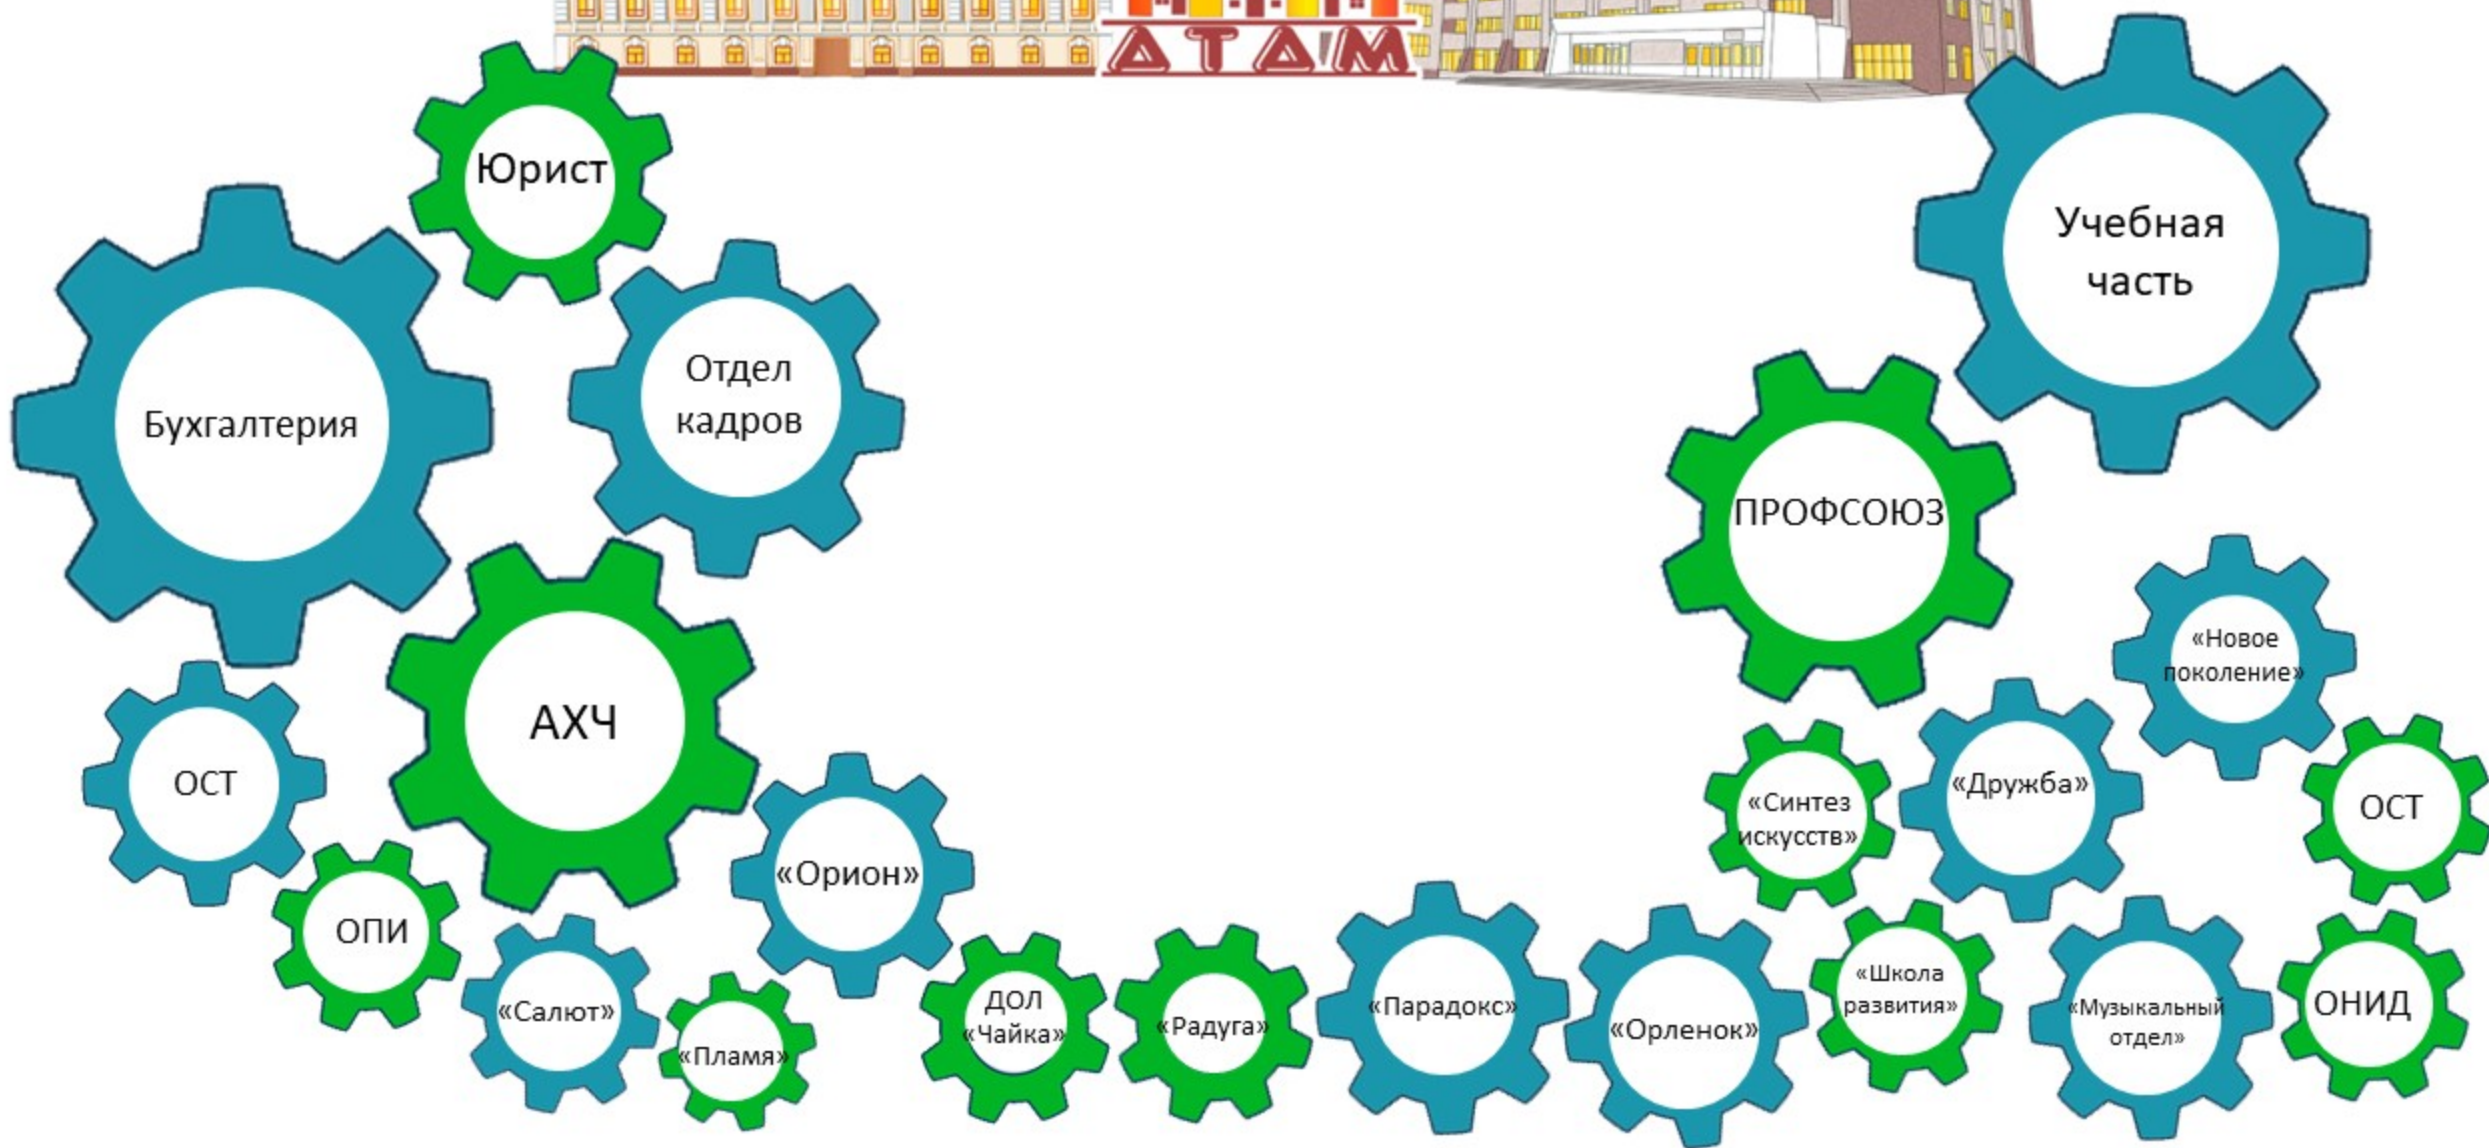 АТАМ
Юрист
Учебная
часть
Бухгалтерия
Отдел
кадров
ПРОФСОЮЗ
АХЧ
«Новое
поколение»
ОСТ
«Орион»
«Синтез
искусств»
«Дружба»
ОСТ
ОПИ
«Салют»
«Пламя»
ДОЛ
«Чайка»
«Радуга»
«Парадокс»
«Орленок»
«Школа
развития»
«Музыкальный
отдел»
ОНИД